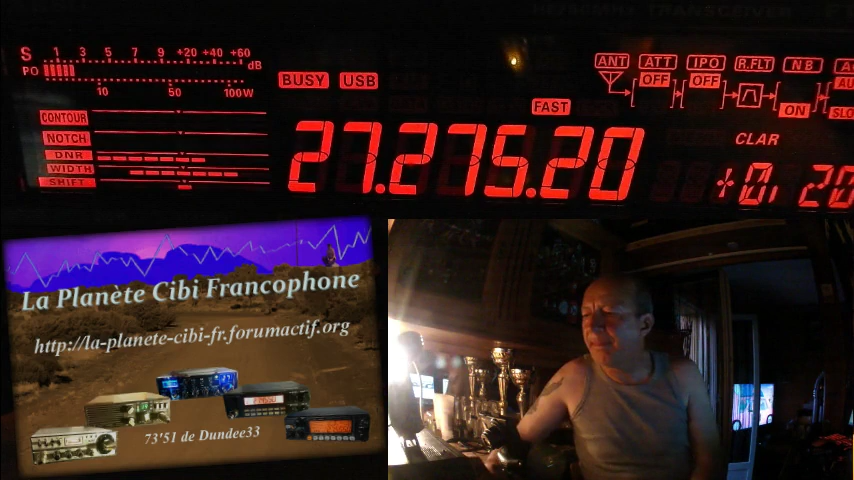 TRANSCEIVER
S 1 3 5 7 9 +20 +40 +60 dB
PO
10 50 100W
BUSY USB
ANT ATT IPO R.FLT NB
OFF OFF
ON
FAST
CONTOUR
NOTCH
DNR
WIDTH
SHIFT
27.275.20
CLAR
La Planète Cibi Francophone
http://la-planete-cibi-fr.forumactif.org
73'51 de Dundee33